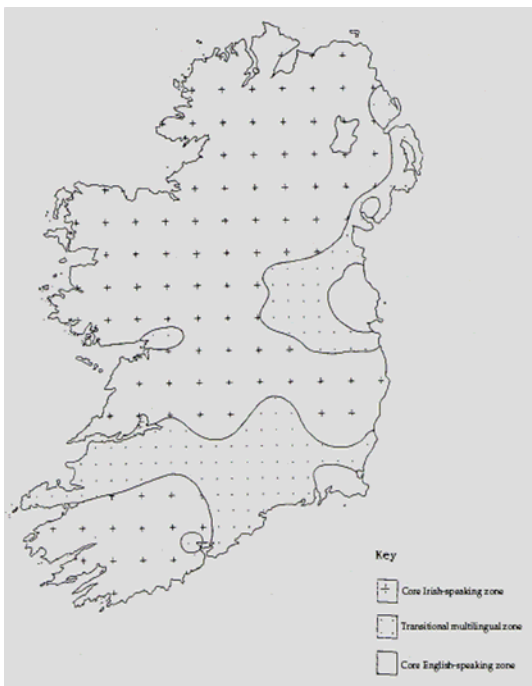 Key
Core Irish-speaking zone
Transitional multilingual zone
Core English-speaking zone